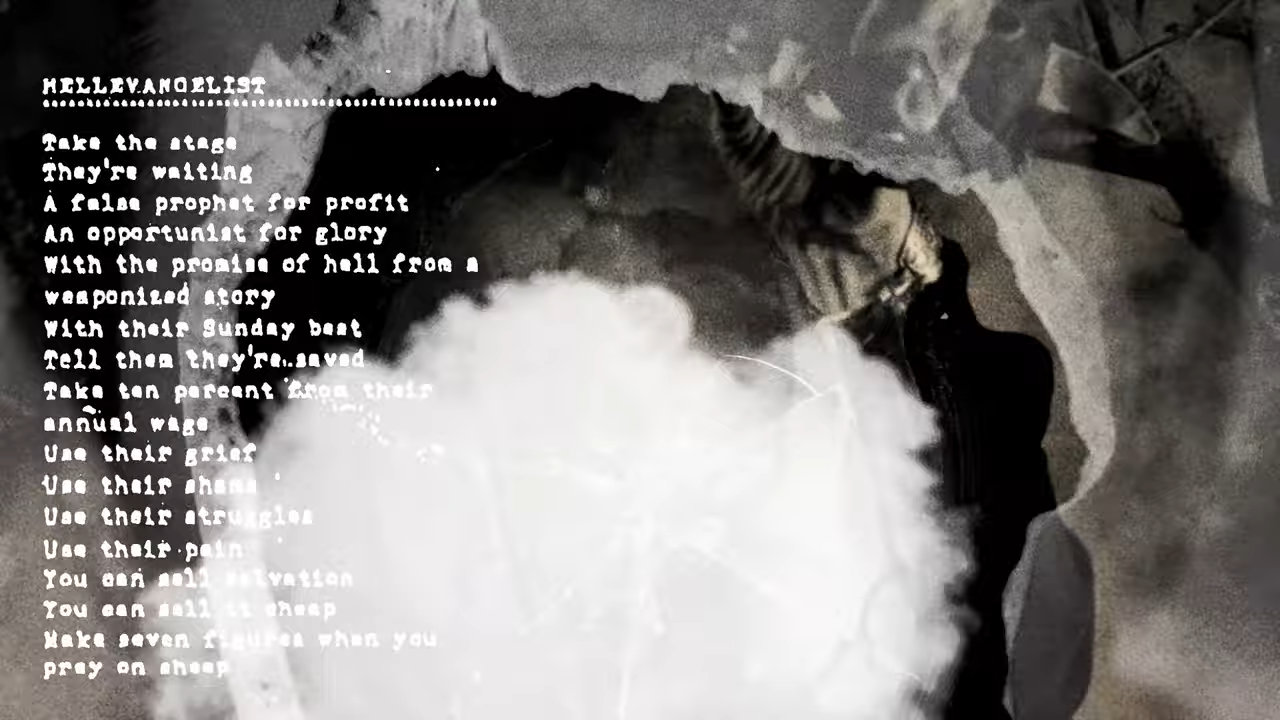 HELLEVANGELIST
Take the stage
They're waiting
A false prophet for profit
An opportunist for glory
With the promise of hell from a
weaponized story
With their Sunday best
Tell them they're saved
Take ten percent from their
annual wage
Use their grief
Use their shame
Use their struggles
Use their pain
You can sell salvation
You can sell it cheap
Make seven figures when you
prey on sheep